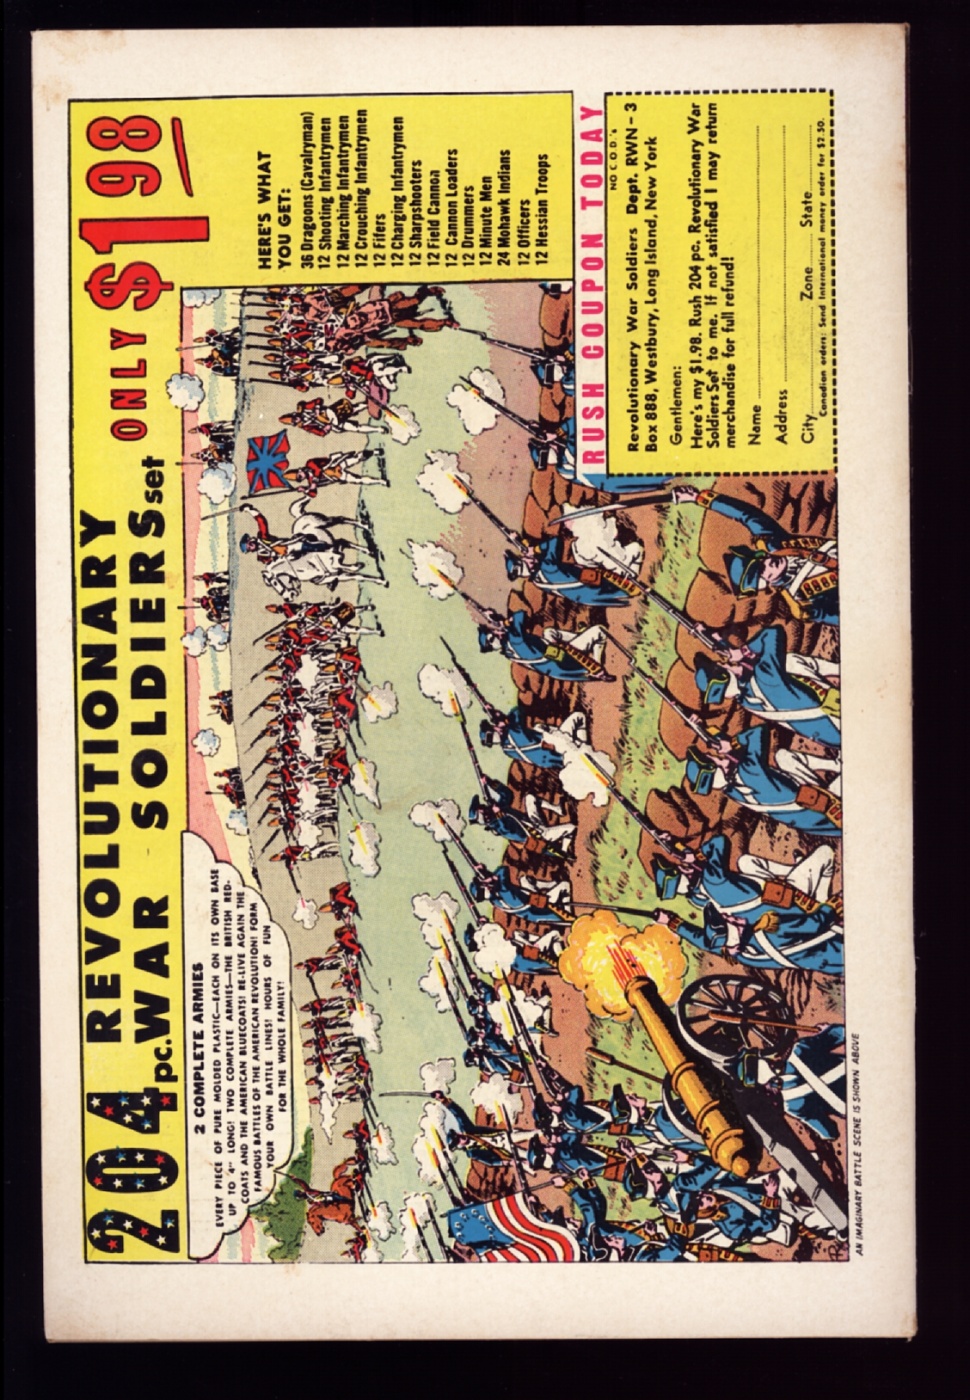 204 REVOLUTIONARY
pc. WAR SOLDIERS set
ONLY $1 98
2 COMPLETE ARMIES
EVERY PIECE OF PURE MOLDED PLASTIC—EACH ON ITS OWN BASE
UP TO 4" LONG! TWO COMPLETE ARMIES—THE BRITISH RED-
COATS AND THE AMERICAN BLUECOATS! RE-LIVE AGAIN THE
FAMOUS BATTLES OF THE AMERICAN REVOLUTION! FORM
YOUR OWN BATTLE LINES! HOURS OF FUN
FOR THE WHOLE FAMILY!
HERE'S WHAT
YOU GET:
36 Dragoons (Cavalryman)
12 Shooting Infantrymen
12 Marching Infantrymen
12 Crouching Infantrymen
12 Fifers
12 Charging Infantrymen
12 Sharpshooters
12 Field Cannon
12 Cannon Loaders
12 Drummers
12 Minute Men
24 Mohawk Indians
12 Officers
12 Hessian Troops
RUSH COUPON TODAY
NO C.O.D.'s
Revolutionary War Soldiers Dept. RWN-3
Box 888, Westbury, Long Island, New York
Gentlemen:
Here's my $1.98. Rush 204 pc. Revolutionary War
Soldiers Set to me. If not satisfied I may return
merchandise for full refund!
Name
Address
City Zone State
Canadian orders: Send International money order for $2.50.
AN IMAGINARY BATTLE SCENE IS SHOWN ABOVE